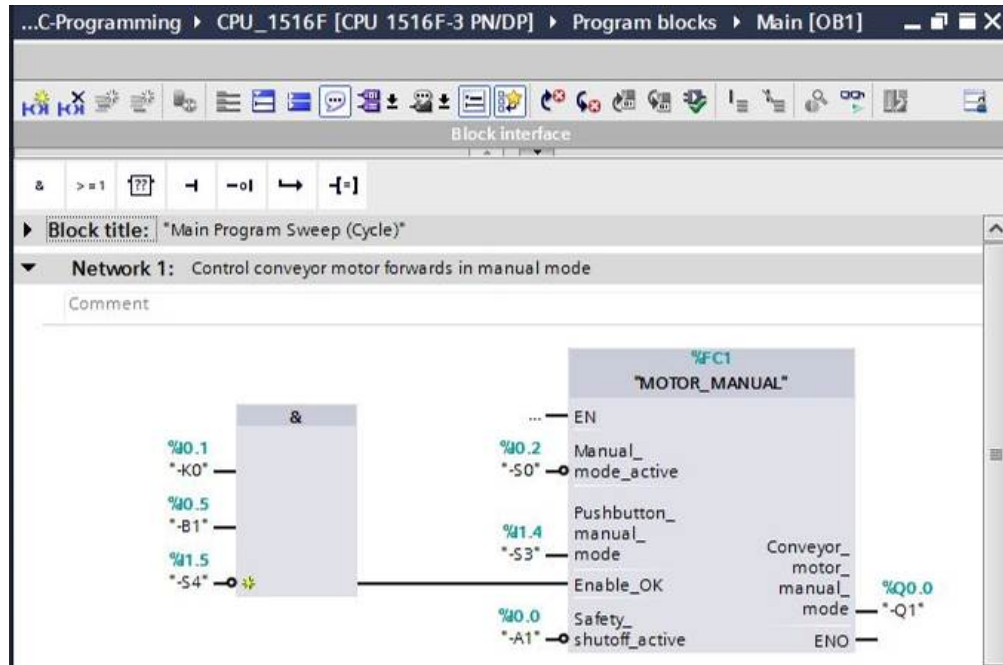 ...C-Programming ▸ CPU_1516F [CPU 1516F-3 PN/DP] ▸ Program blocks ▸ Main [OB1]
Block interface
& >=1 ??
Block title: "Main Program Sweep (Cycle)"
Network 1: Control conveyor motor forwards in manual mode
Comment
&
%I0.1
"-K0"
%I0.5
"-B1"
%I1.5
"-S4"
%FC1
"MOTOR_MANUAL"
... EN
%I0.2
"-S0"
Manual_
mode_active
%I1.4
"-S3"
Pushbutton_
manual_
mode
Enable_OK
%I0.0
"-A1"
Safety_
shutoff_active
Conveyor_
motor_
manual_
mode
%Q0.0
"-Q1"
ENO